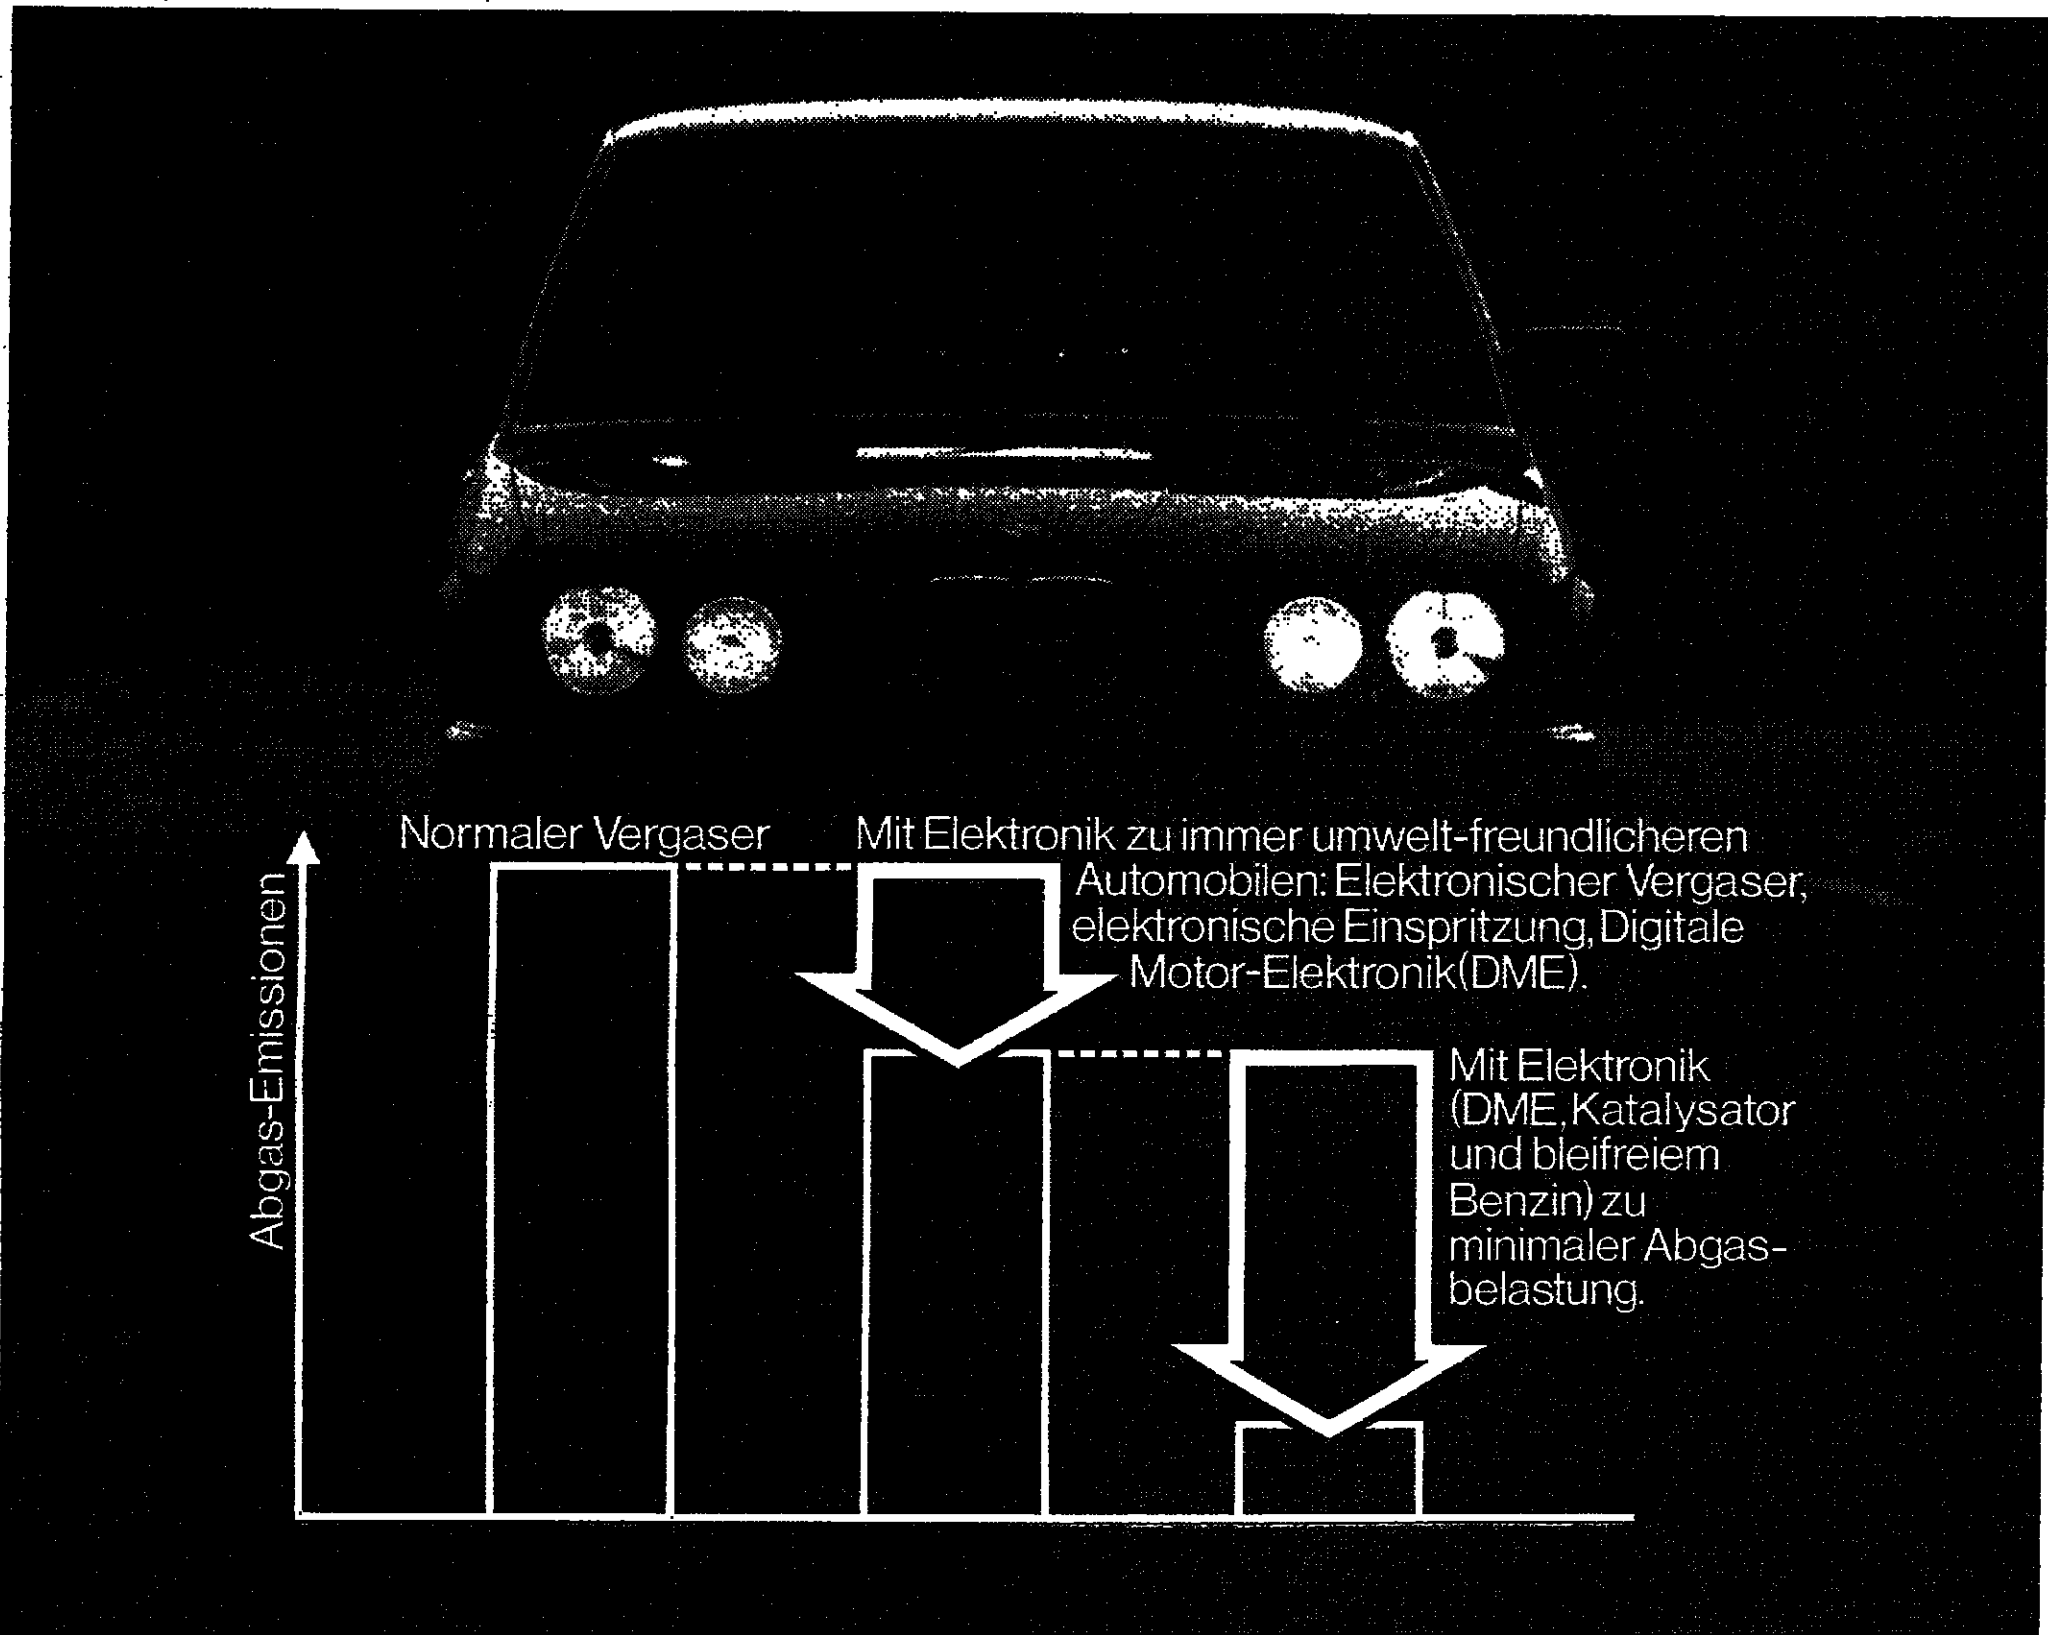 Normaler Vergaser
Mit Elektronik zu immer umwelt-freundlicheren
Automobilen: Elektronischer Vergaser,
elektronische Einspritzung, Digitale
Motor-Elektronik (DME).
Abgas-Emissionen
Mit Elektronik
(DME, Katalysator
und bleifreiem
Benzin) zu
minimaler Abgas-
belastung.